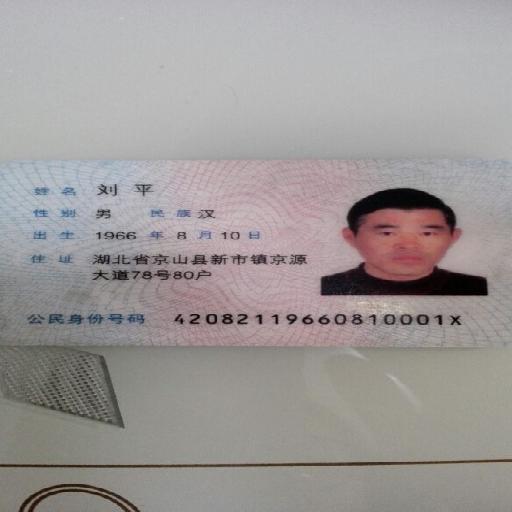 姓名 刘平
性别 男 民族 汉
出生 1966 年 8 月 10 日
住址 湖北省京山县新市镇京源
大道78号80户
公民身份号码 42082119660810001X